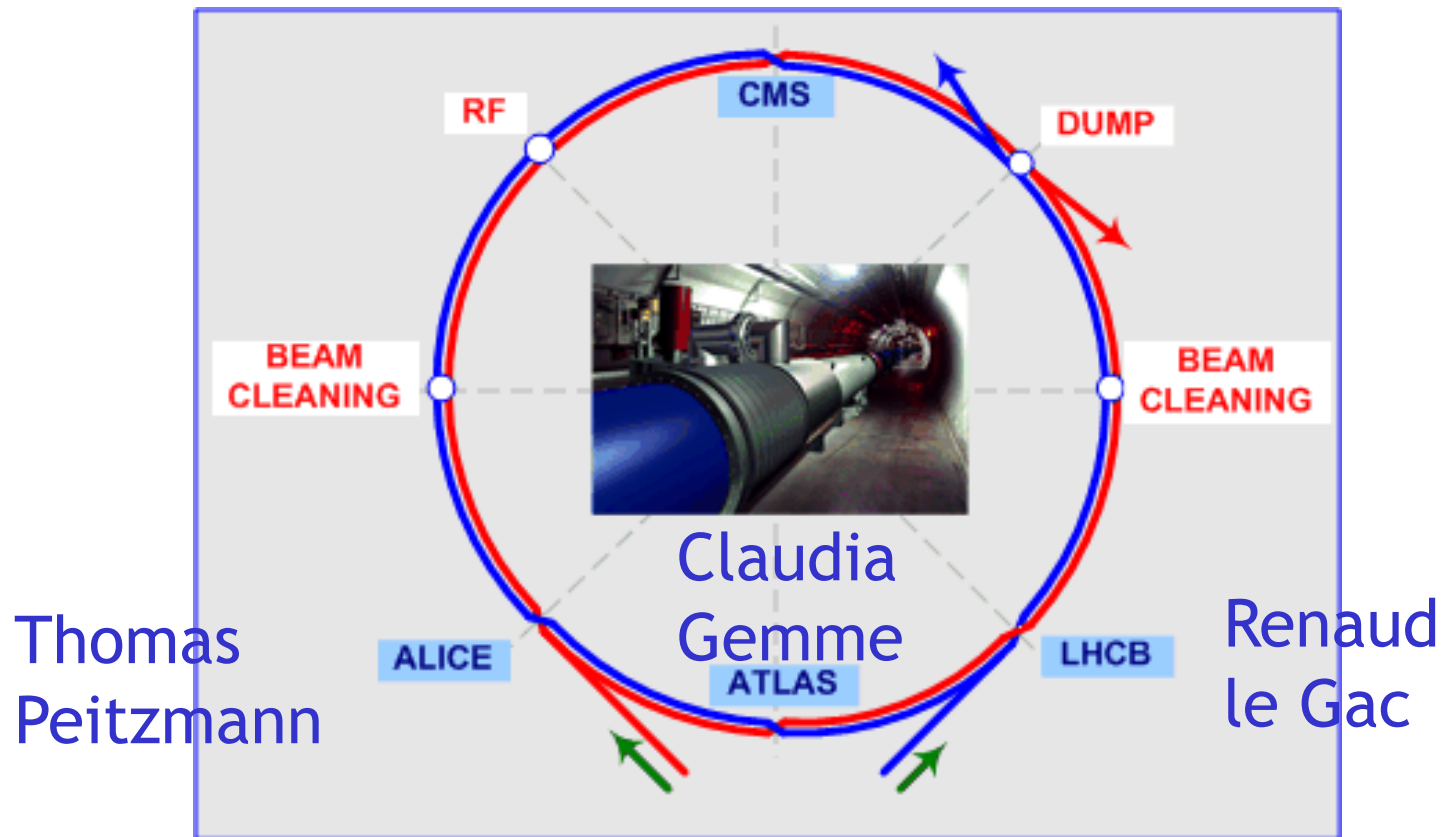 CMS
RF
DUMP
BEAM
CLEANING
BEAM
CLEANING
Claudia
Gemme
Thomas
Peitzmann
ALICE
ATLAS
LHCB
Renaud
le Gac